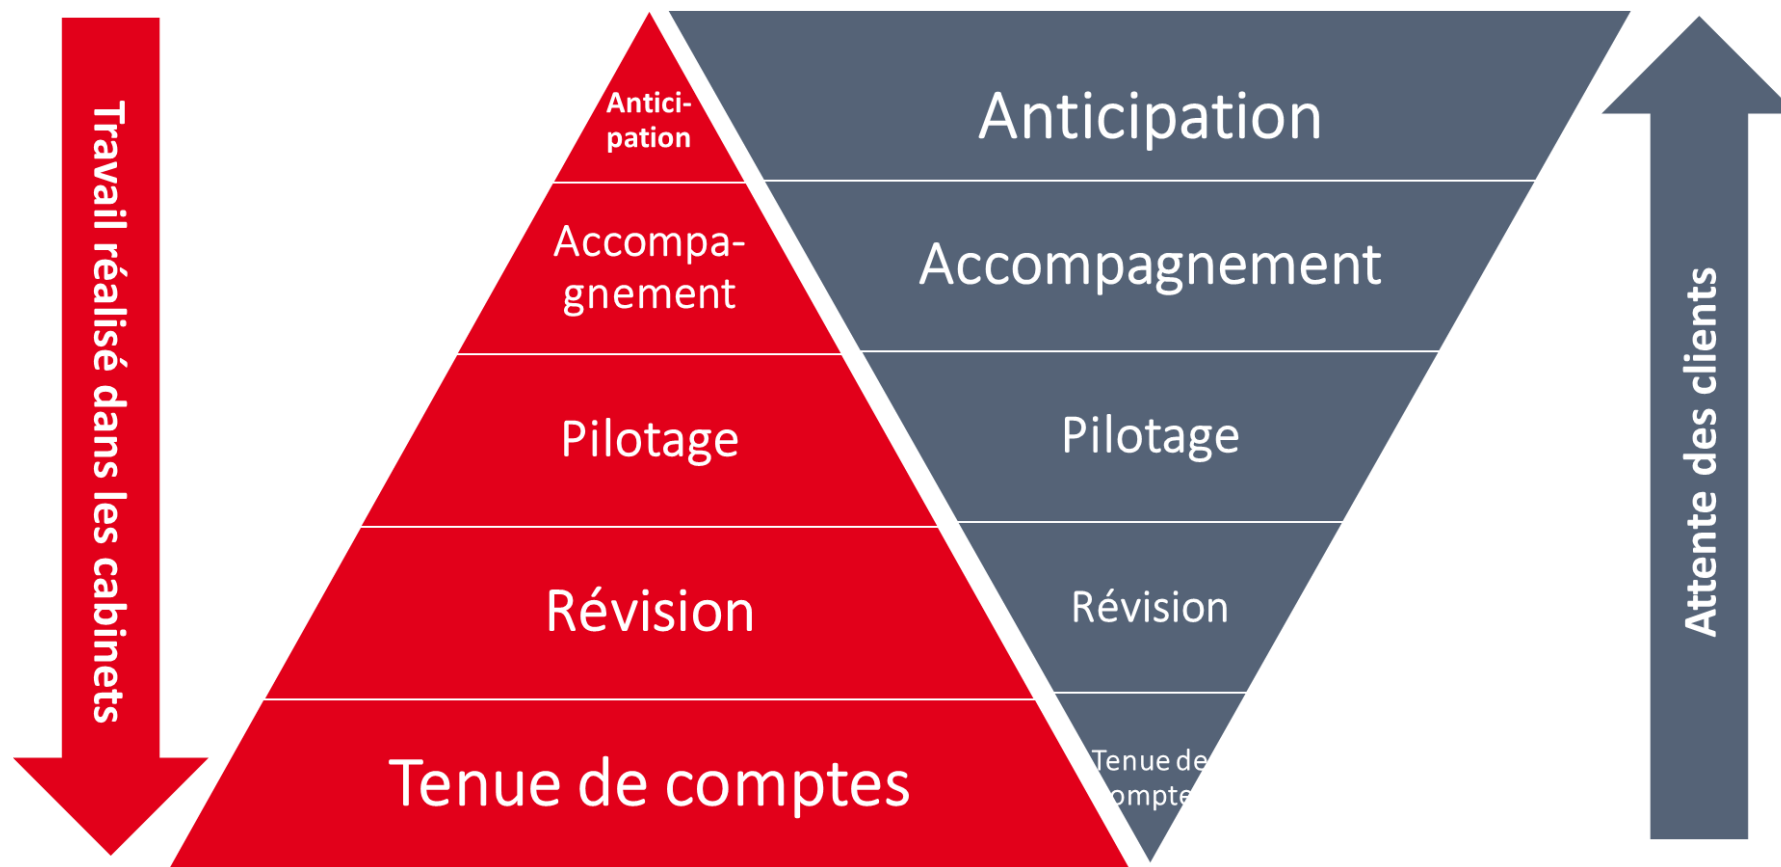 Travail réalisé dans les cabinets
Antici-
pation
Accompa-
gnement
Pilotage
Révision
Tenue de comptes
Anticipation
Accompagnement
Pilotage
Révision
Tenue de
ompte
Attente des clients